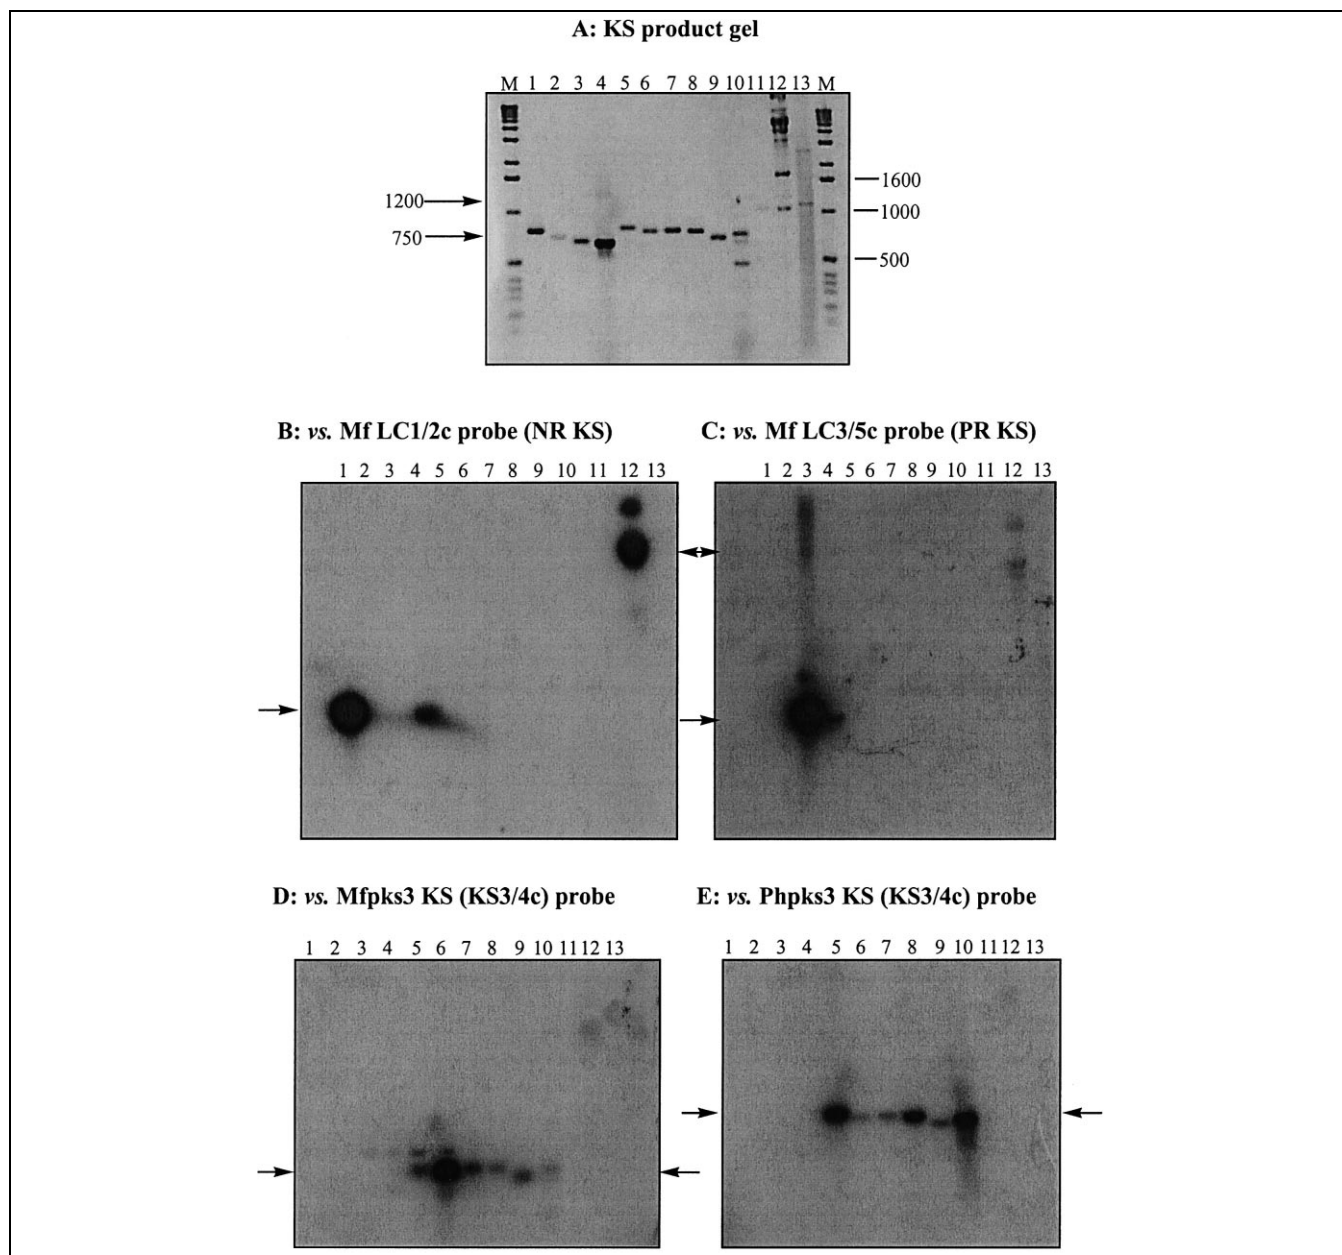 A: KS product gel
M 1 2 3 4 5 6 7 8 9 10 11 12 13 M
1200
750
1600
1000
500
B: vs. Mf LC1/2c probe (NR KS)
1 2 3 4 5 6 7 8 9 10 11 12 13
C: vs. Mf LC3/5c probe (PR KS)
1 2 3 4 5 6 7 8 9 10 11 12 13
D: vs. Mfpks3 KS (KS3/4c) probe
1 2 3 4 5 6 7 8 9 10 11 12 13
E: vs. Phpks3 KS (KS3/4c) probe
1 2 3 4 5 6 7 8 9 10 11 12 13